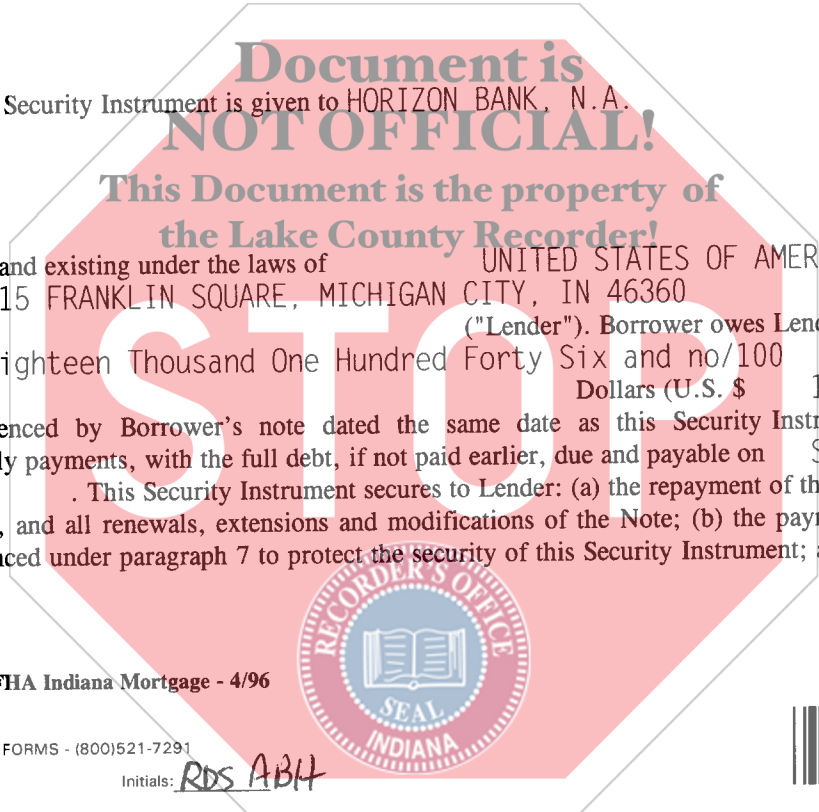 Document is
Security Instrument is given to HORIZON BANK, N.A.
NOT OFFICIAL!
This Document is the property of
the Lake County Recorder!
and existing under the laws of UNITED STATES OF AMER
15 FRANKLIN SQUARE, MICHIGAN CITY, IN 46360
("Lender"). Borrower owes Lend
ighteen Thousand One Hundred Forty Six and no/100
Dollars (U.S. $ 1
enced by Borrower's note dated the same date as this Security Instr
ly payments, with the full debt, if not paid earlier, due and payable on S
. This Security Instrument secures to Lender: (a) the repayment of th
, and all renewals, extensions and modifications of the Note; (b) the payr
nced under paragraph 7 to protect the security of this Security Instrument; a
STOP
RECORDER'S OFFICE
SEAL
INDIANA
FHA Indiana Mortgage - 4/96
FORMS - (800)521-7291
Initials: RDS ABH